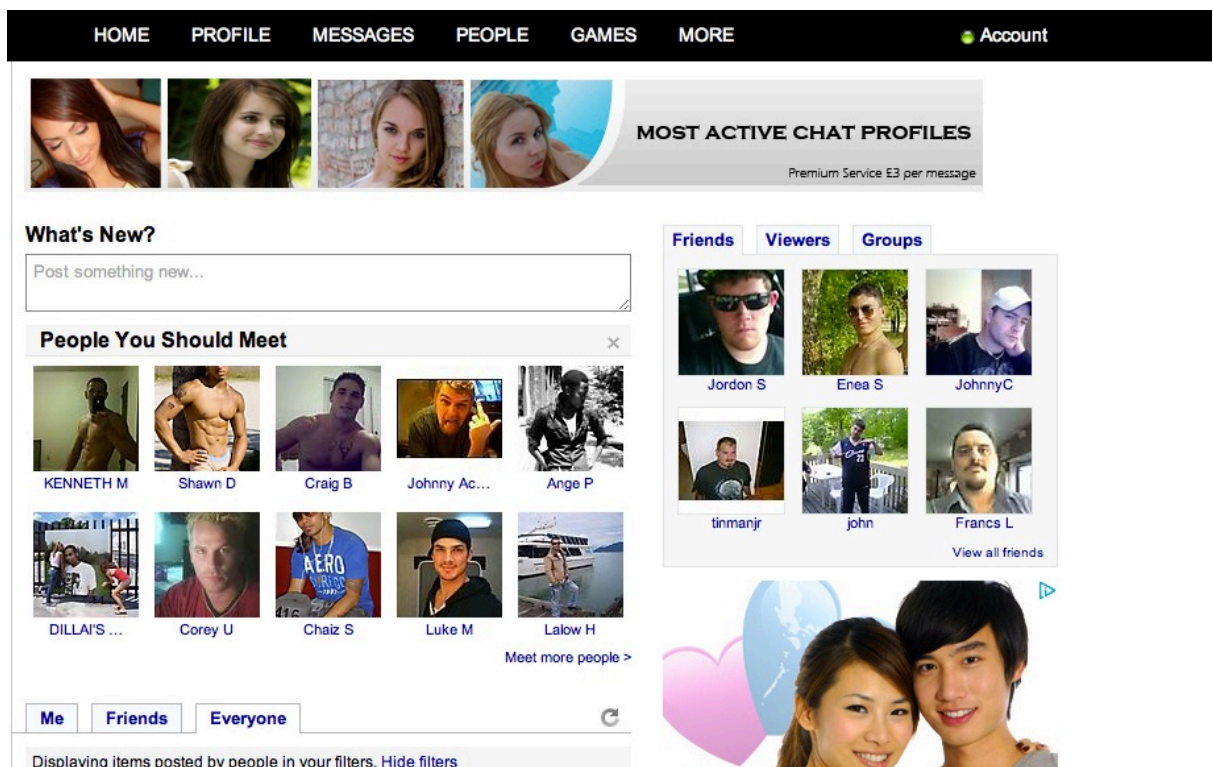 HOME PROFILE MESSAGES PEOPLE GAMES MORE Account
MOST ACTIVE CHAT PROFILES
Premium Service £3 per message
What's New?
Post something new...
People You Should Meet
KENNETH M Shawn D Craig B Johnny Ac... Ange P
AERO
DILLAI'S ... Corey U Chaiz S Luke M Lalow H
Meet more people >
Friends Viewers Groups
Jordon S Enea S JohnnyC
23
tinmanjr john Francs L
View all friends
Me Friends Everyone
Displaying items posted by people in your filters. Hide filters